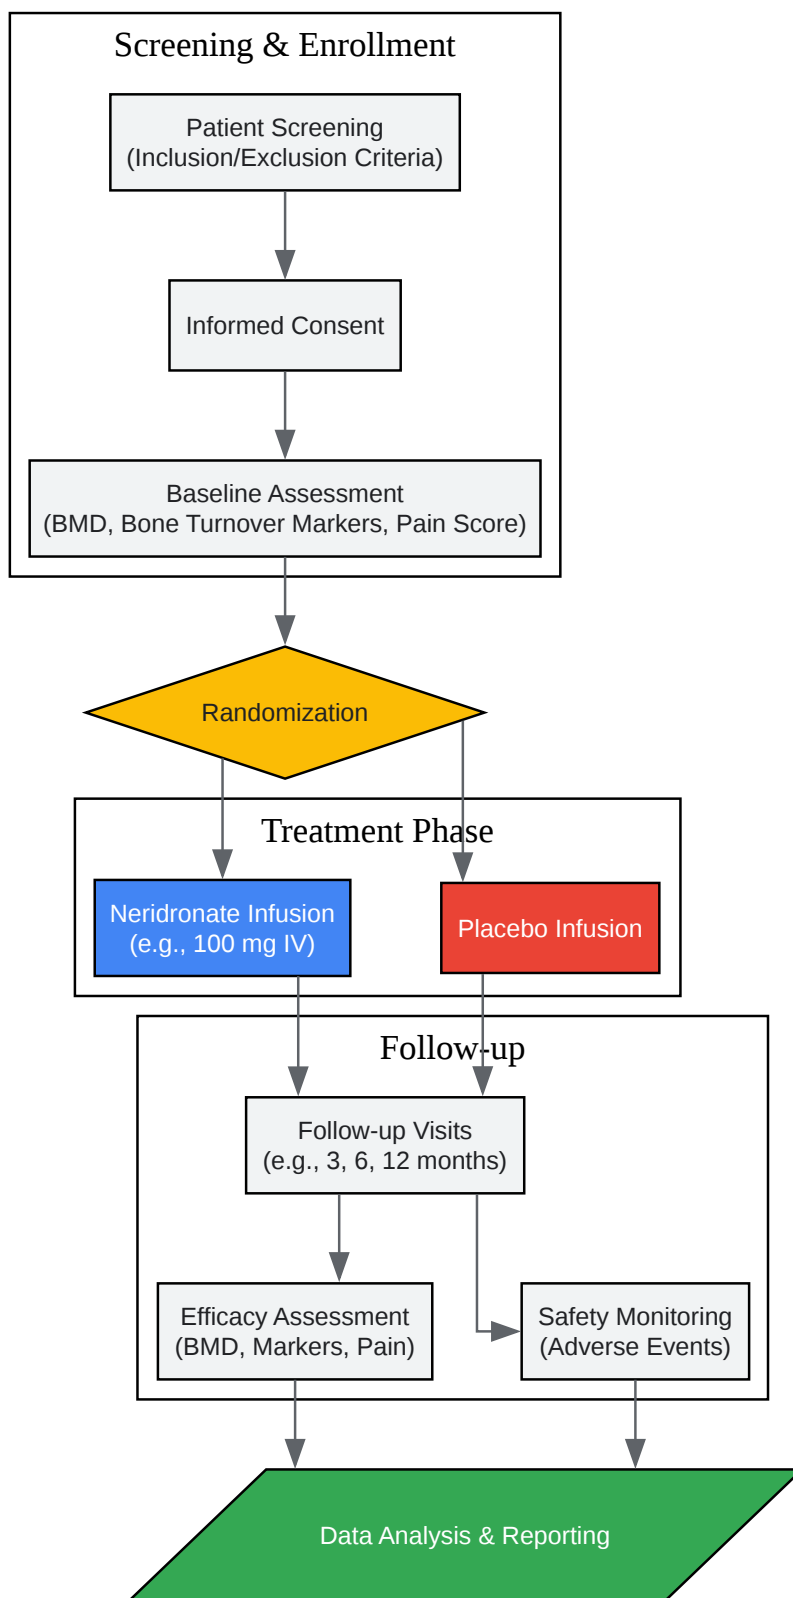 Screening & Enrollment
Patient Screening
(Inclusion/Exclusion Criteria)
Informed Consent
Baseline Assessment
(BMD, Bone Turnover Markers, Pain Score)
Randomization
Treatment Phase
Neridronate Infusion
(e.g., 100 mg IV)
Placebo Infusion
Follow-up
Follow-up Visits
(e.g., 3, 6, 12 months)
Efficacy Assessment
(BMD, Markers, Pain)
Safety Monitoring
(Adverse Events)
Data Analysis & Reporting